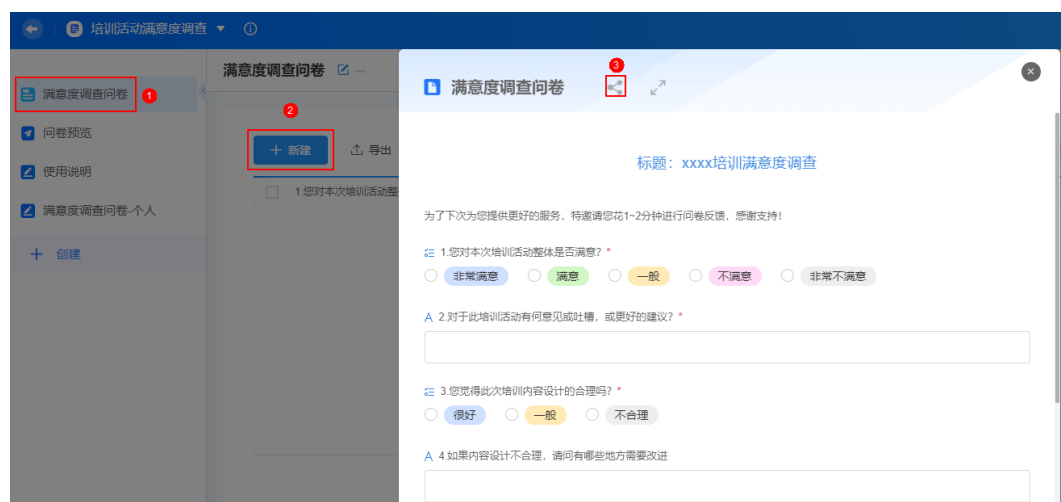 培训活动满意度调查
满意度调查问卷 1
问卷预览
使用说明
满意度调查问卷-个人
创建
满意度调查问卷
2
新建 导出
1.您对本次培训活动整
3
满意度调查问卷
标题：xxxx培训满意度调查
为了下次为您提供更好的服务，特邀请您花1~2分钟进行问卷反馈，感谢支持！
1.您对本次培训活动整体是否满意？ *
非常满意 满意 一般 不满意 非常不满意
A 2.对于此培训活动有何意见或吐槽，或更好的建议？ *
3.您觉得此次培训内容设计的合理吗？ *
很好 一般 不合理
A 4.如果内容设计不合理，请问有哪些地方需要改进